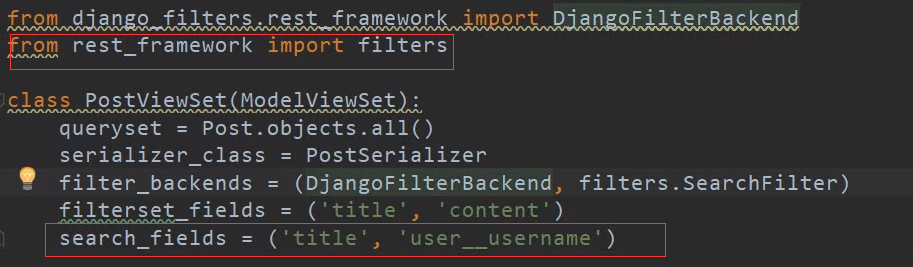 from django_filters.rest_framework import DjangoFilterBackend
from rest_framework import filters
class PostViewSet(ModelViewSet):
queryset = Post.objects.all()
serializer_class = PostSerializer
filter_backends = (DjangoFilterBackend, filters.SearchFilter)
filterset_fields = ('title', 'content')
search_fields = ('title', 'user__username')